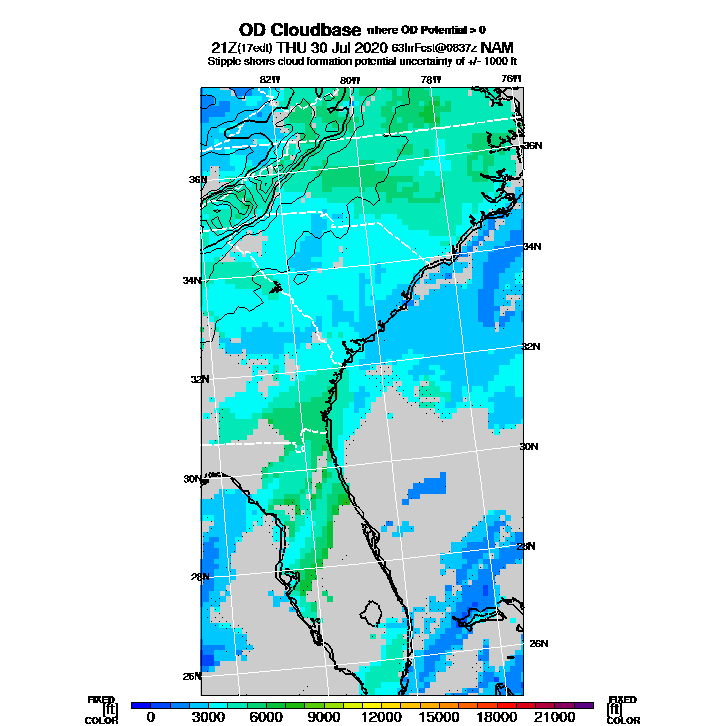 OD Cloudbase where OD Potential > 0
21Z(17edt) THU 30 Jul 2020 63hrFcst@0837z NAM
Stipple shows cloud formation potential uncertainty of +/- 1000 ft
82W 80W 78W 76W
36N
36N
34N
34N
32N
32N
30N
30N
28N
28N
26N
26N
FIXED FIXED
[ft] [ft]
COLOR COLOR
0 3000 6000 9000 12000 15000 18000 21000